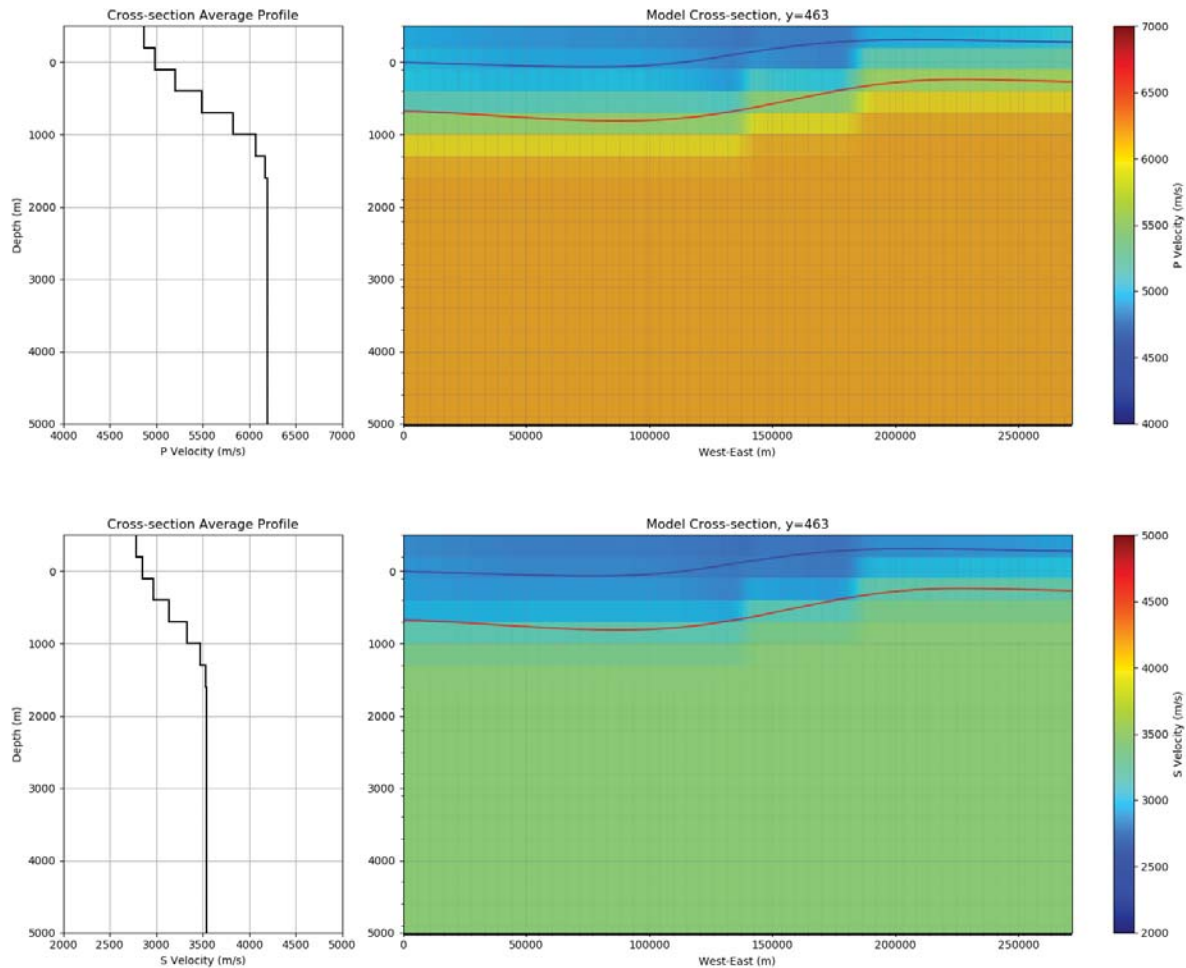 Cross-section Average Profile
Model Cross-section, y=463
0
1000
2000
3000
4000
5000
Depth (m)
4000 4500 5000 5500 6000 6500 7000
P Velocity (m/s)
0
1000
2000
3000
4000
5000
0 50000 100000 150000 200000 250000
West-East (m)
7000
6500
6000
5500
5000
4500
4000
P Velocity (m/s)
Cross-section Average Profile
Model Cross-section, y=463
0
1000
2000
3000
4000
5000
Depth (m)
2000 2500 3000 3500 4000 4500 5000
S Velocity (m/s)
0
1000
2000
3000
4000
5000
0 50000 100000 150000 200000 250000
West-East (m)
5000
4500
4000
3500
3000
2500
2000
S Velocity (m/s)